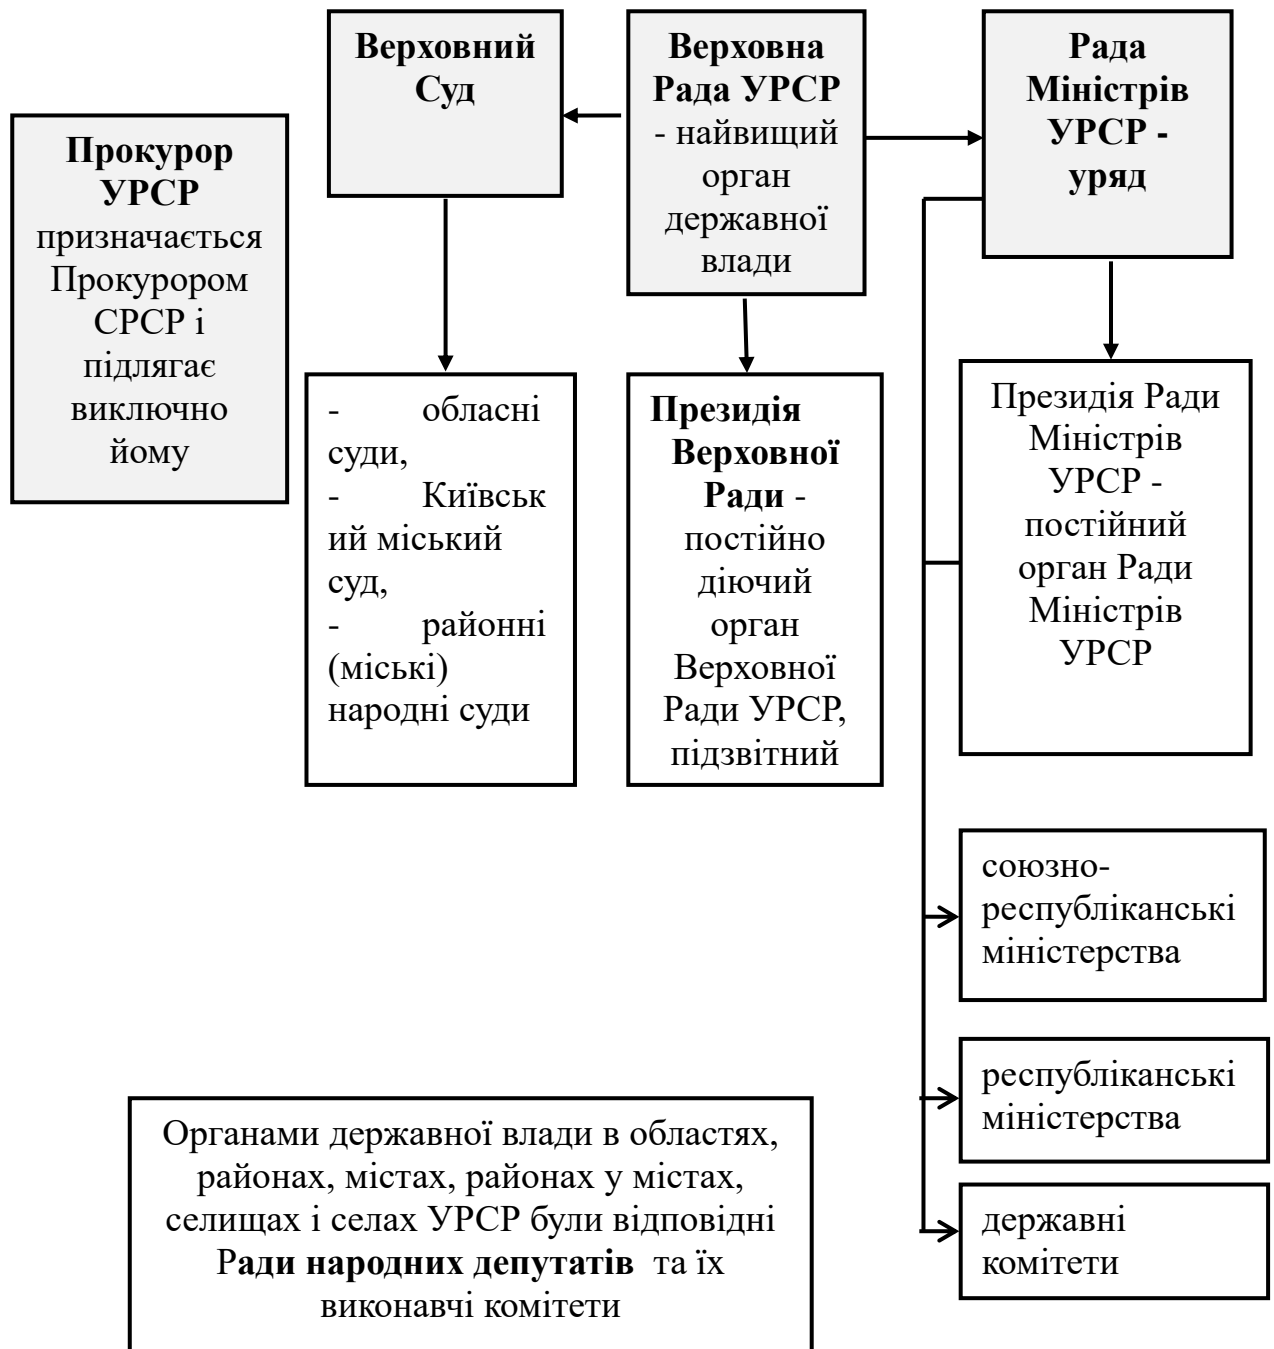 Верховний
Суд
Верховна
Рада УРСР
- найвищий
орган
державної
влади
Рада
Міністрів
УРСР -
уряд
Прокурор
УРСР
призначається
Прокурором
СРСР і
підлягає
виключно
йому
- обласні
суди,
- Київськ
ий міський
суд,
- районні
(міські)
народні суди
Президія
Верховної
Ради -
постійно
діючий
орган
Верховної
Ради УРСР,
підзвітний
Президія Ради
Міністрів
УРСР -
постійний
орган Ради
Міністрів
УРСР
союзно-
республіканські
міністерства
республіканські
міністерства
державні
комітети
Органами державної влади в областях,
районах, містах, районах у містах,
селищах і селах УРСР були відповідні
Ради народних депутатів та їх
виконавчі комітети